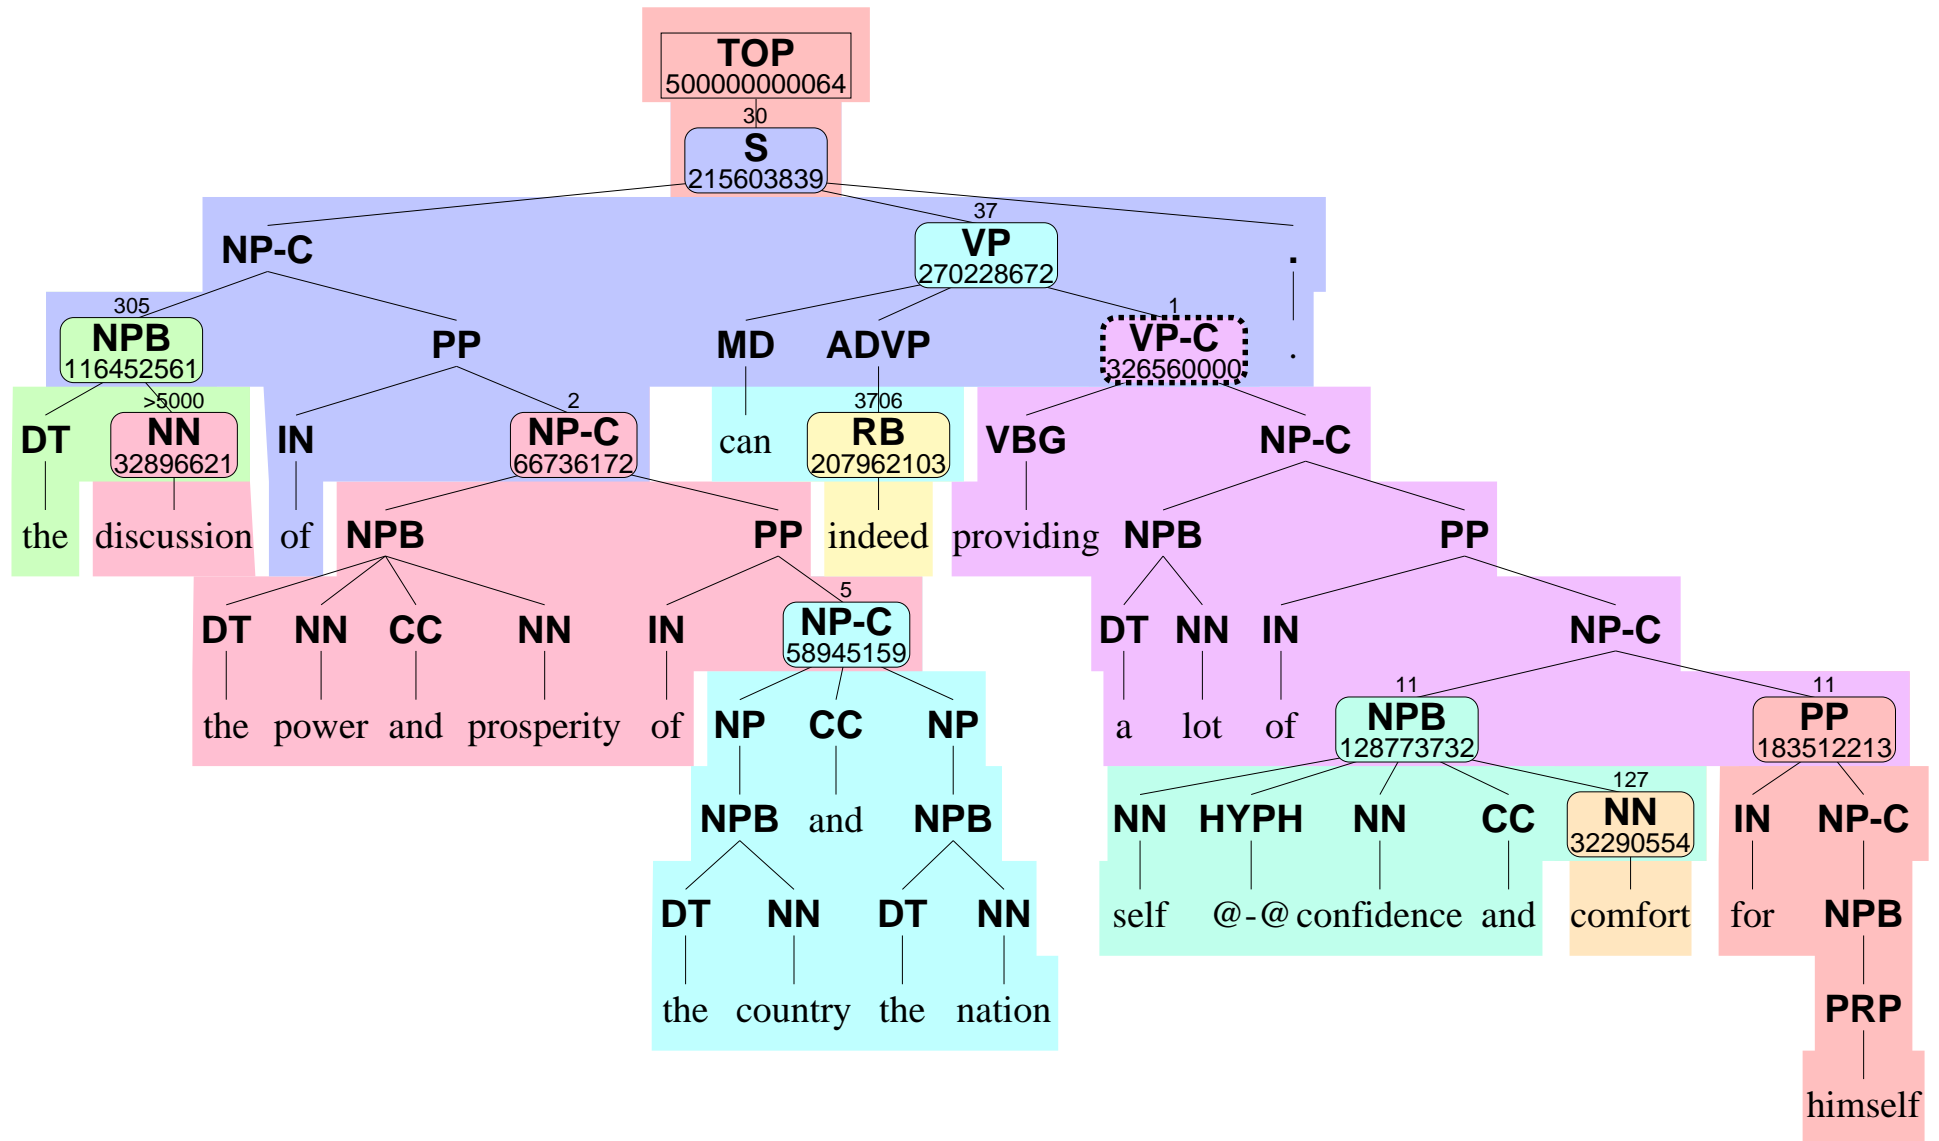 TOP
500000000064
30
S
215603839
37
NP-C VP .
270228672
305 1
NPB PP MD ADVP VP-C .
116452561 326560000
>5000 2 3706
DT NN IN NP-C can RB VBG NP-C
32896621 66736172 207962103
the discussion of NPB PP indeed providing NPB PP
5
DT NN CC NN IN NP-C DT NN IN NP-C
58945159
11 11
the power and prosperity of NP CC NP a lot of NPB PP
128773732 183512213
127
NPB and NPB NN HYPH NN CC NN IN NP-C
32290554
DT NN DT NN self @-@ confidence and comfort for NPB
the country the nation PRP
himself